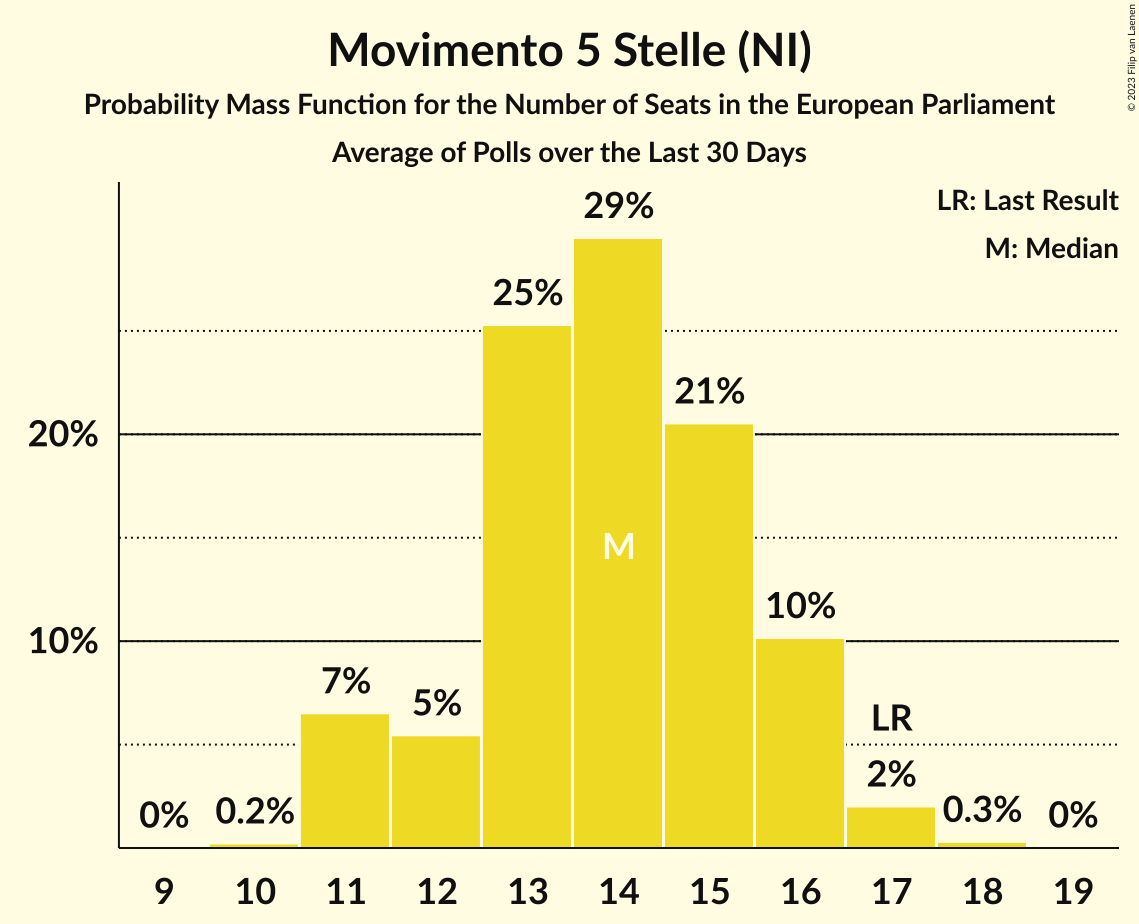 Movimento 5 Stelle (NI)
Probability Mass Function for the Number of Seats in the European Parliament
Average of Polls over the Last 30 Days
© 2023 Filip van Laenen
LR: Last Result
M: Median
29%
25%
21%
20%
M
10%
10%
7%
5%
LR
2%
0%
0.2%
0.3%
0%
9 10 11 12 13 14 15 16 17 18 19